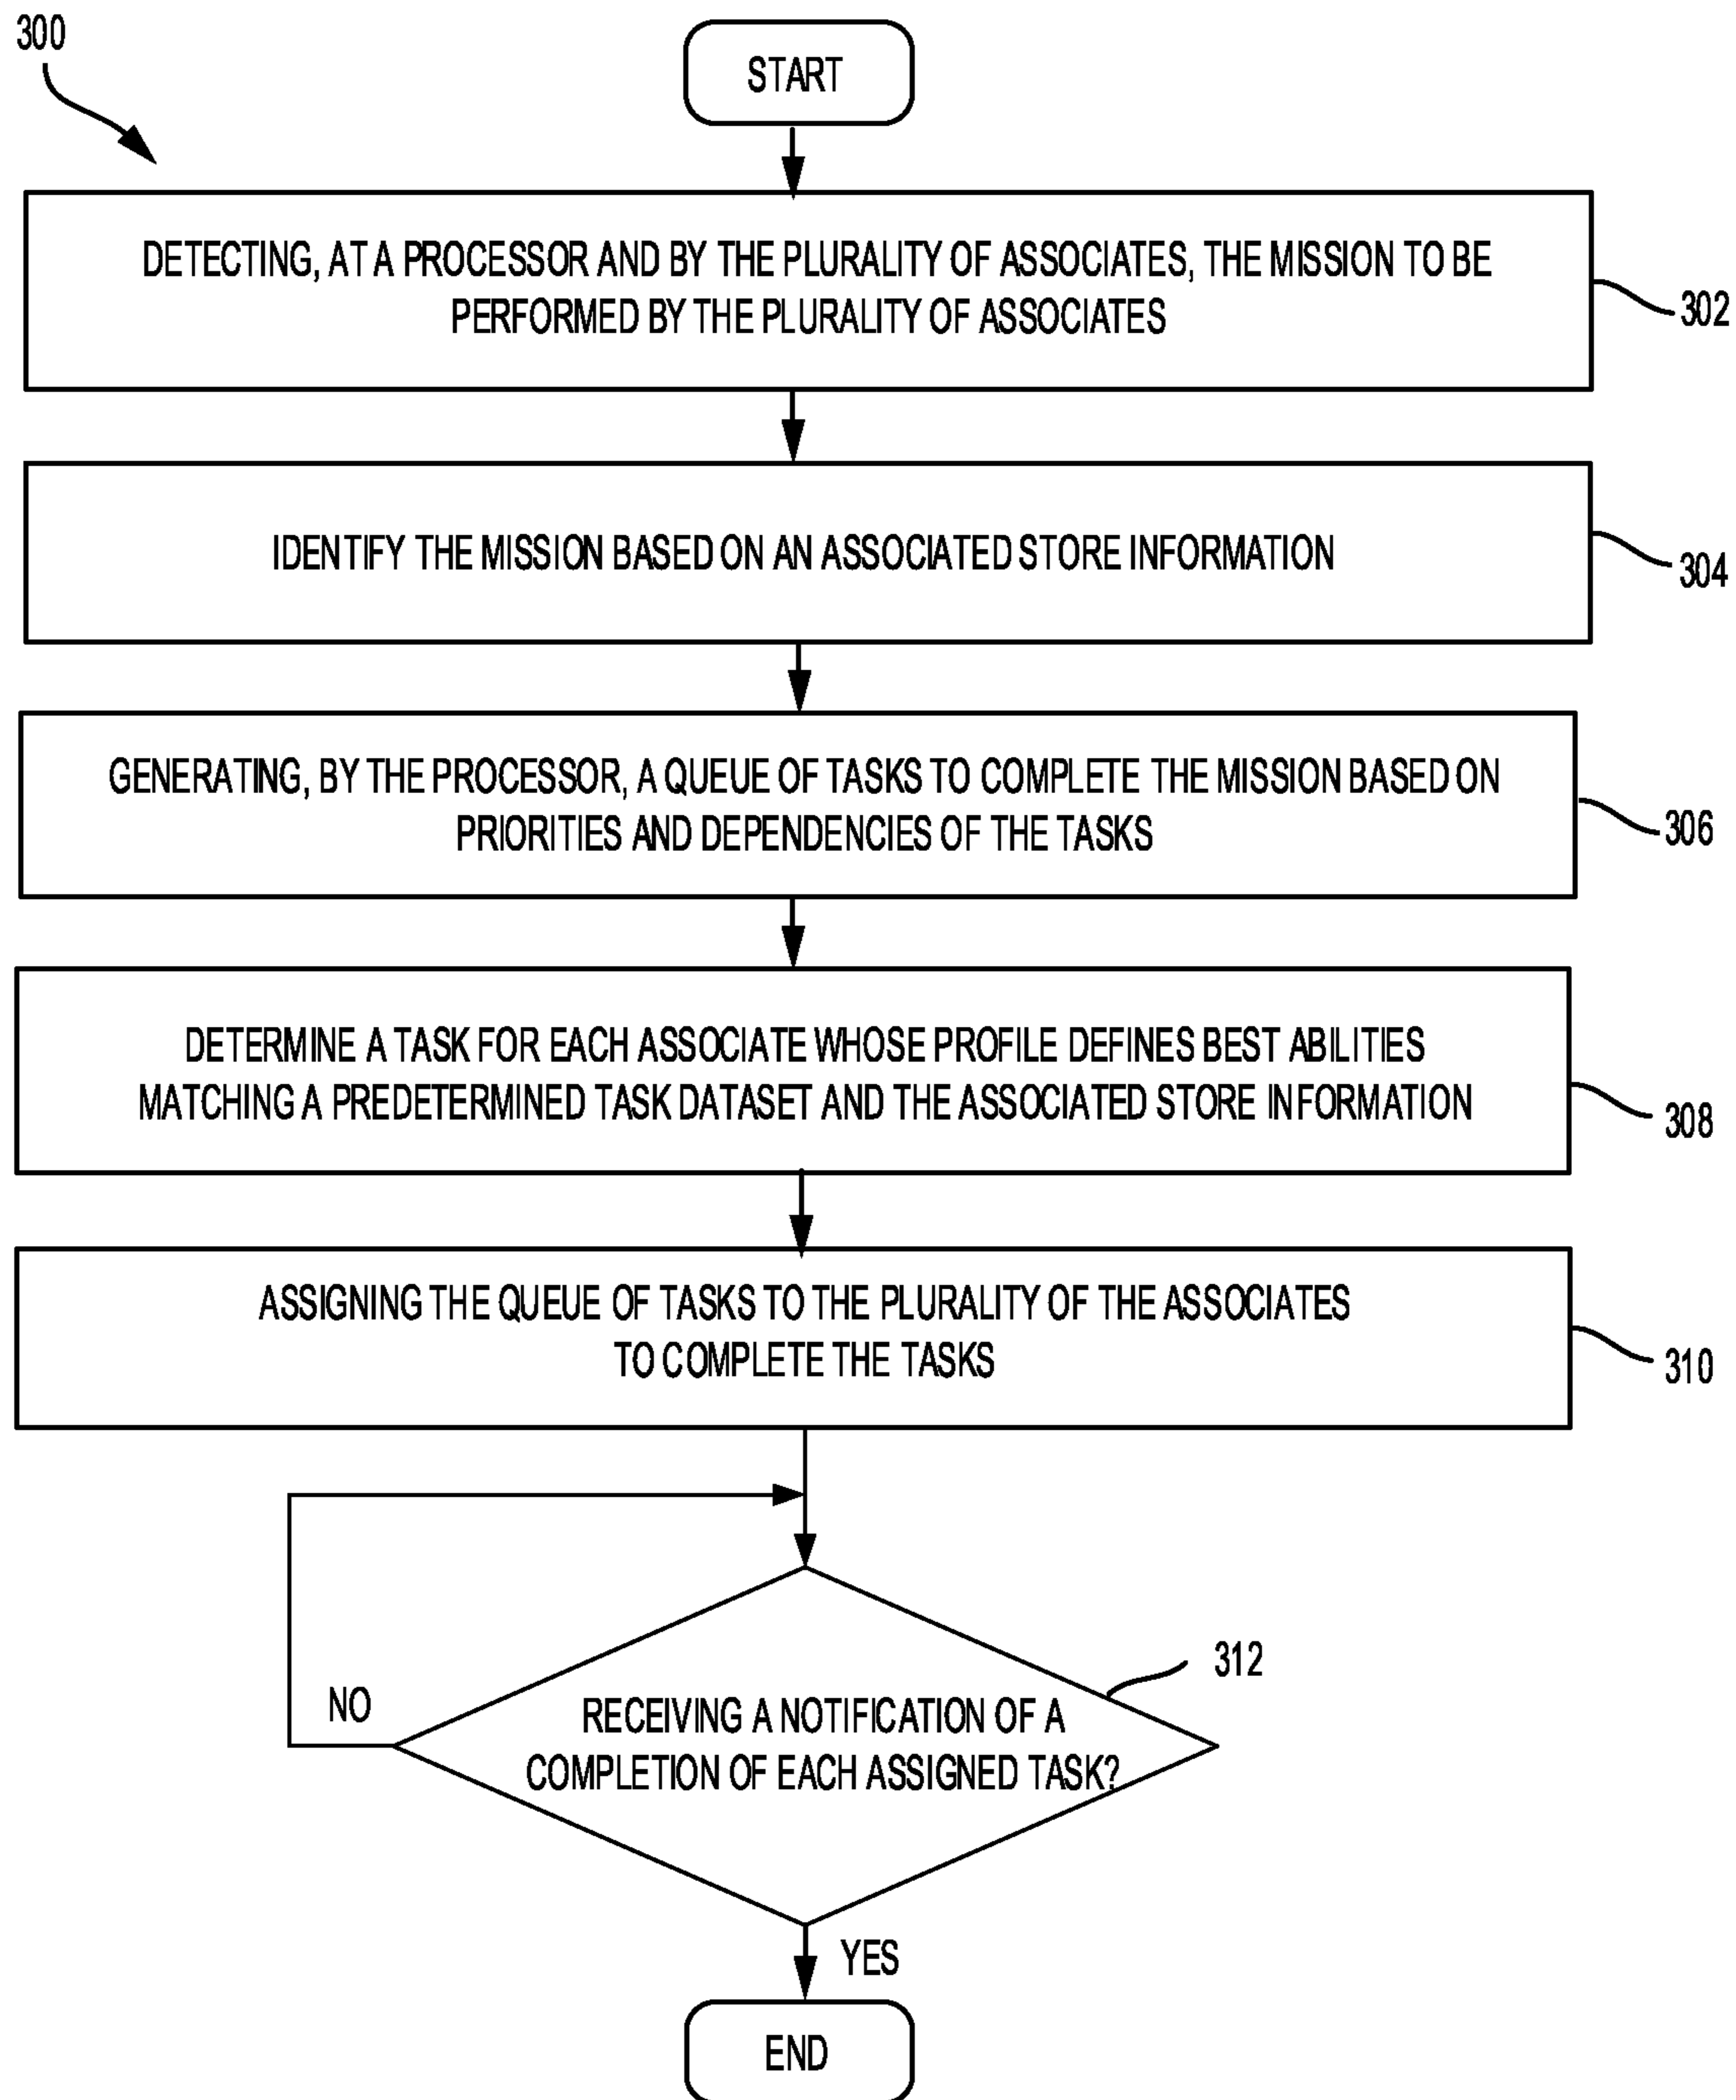 300
START
DETECTING, AT A PROCESSOR AND BY THE PLURALITY OF ASSOCIATES, THE MISSION TO BE
PERFORMED BY THE PLURALITY OF ASSOCIATES
302
IDENTIFY THE MISSION BASED ON AN ASSOCIATED STORE INFORMATION
304
GENERATING, BY THE PROCESSOR, A QUEUE OF TASKS TO COMPLETE THE MISSION BASED ON
PRIORITIES AND DEPENDENCIES OF THE TASKS
306
DETERMINE A TASK FOR EACH ASSOCIATE WHOSE PROFILE DEFINES BEST ABILITIES
MATCHING A PREDETERMINED TASK DATASET AND THE ASSOCIATED STORE INFORMATION
308
ASSIGNING THE QUEUE OF TASKS TO THE PLURALITY OF THE ASSOCIATES
TO COMPLETE THE TASKS
310
312
NO
RECEIVING A NOTIFICATION OF A
COMPLETION OF EACH ASSIGNED TASK?
YES
END